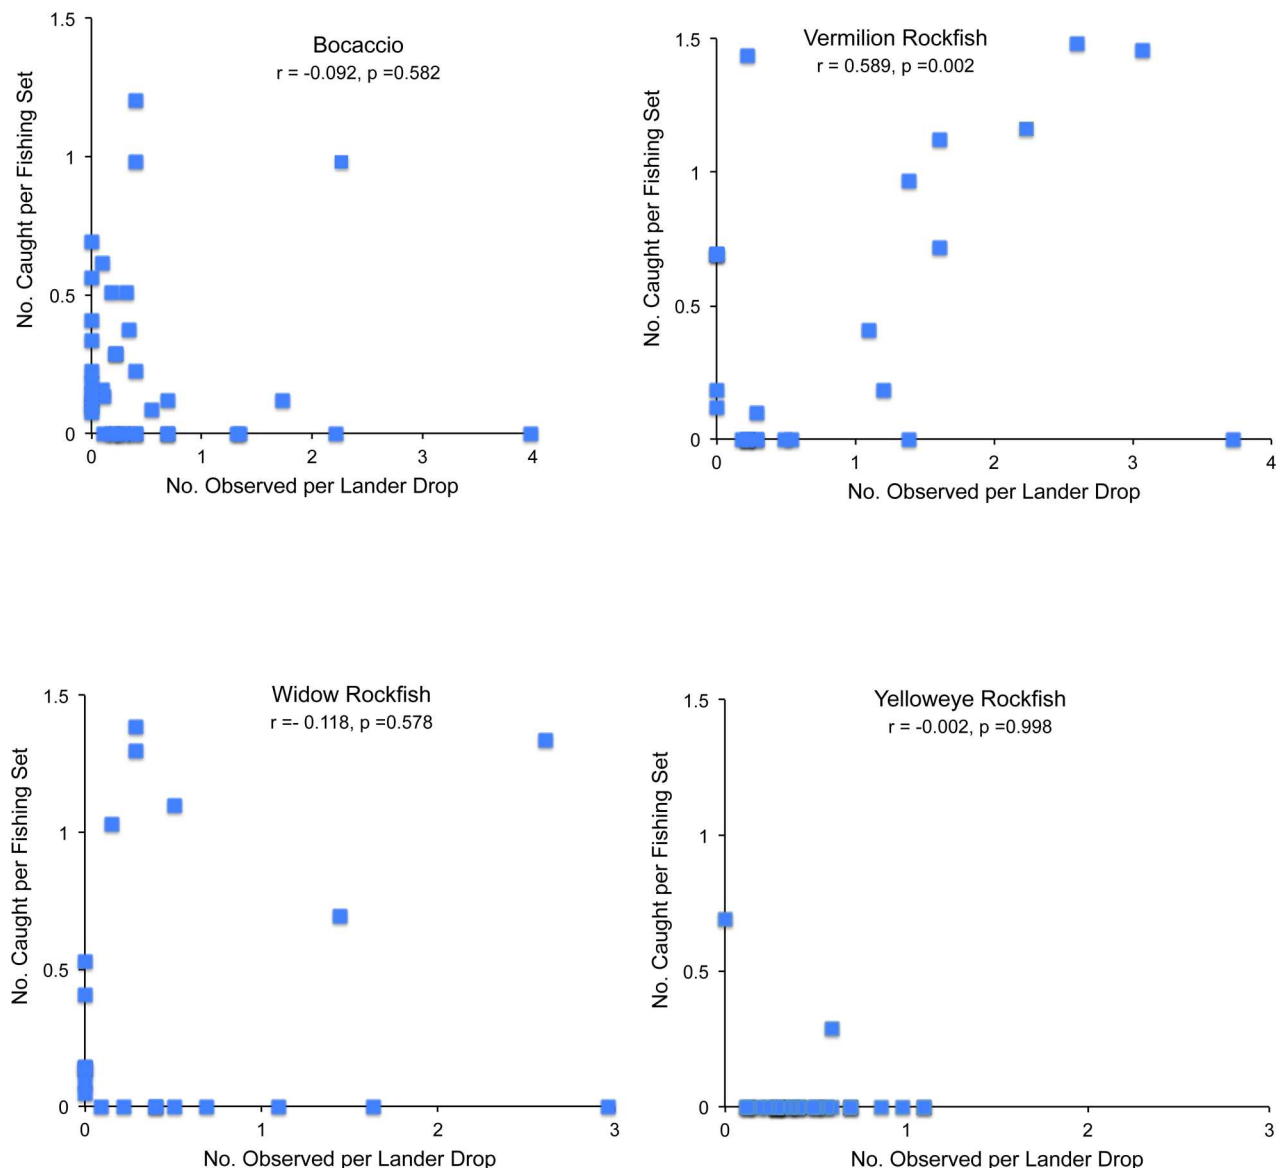 Bocaccio
r = -0.092, p =0.582
No. Caught per Fishing Set
1.5
1
0.5
0
0 1 2 3 4
No. Observed per Lander Drop
Vermilion Rockfish
r = 0.589, p =0.002
No. Caught per Fishing Set
1.5
1
0.5
0
0 1 2 3 4
No. Observed per Lander Drop
Widow Rockfish
r =- 0.118, p =0.578
No. Caught per Fishing Set
1.5
1
0.5
0
0 1 2 3
No. Observed per Lander Drop
Yelloweye Rockfish
r = -0.002, p =0.998
No. Caught per Fishing Set
1.5
1
0.5
0
0 1 2 3
No. Observed per Lander Drop